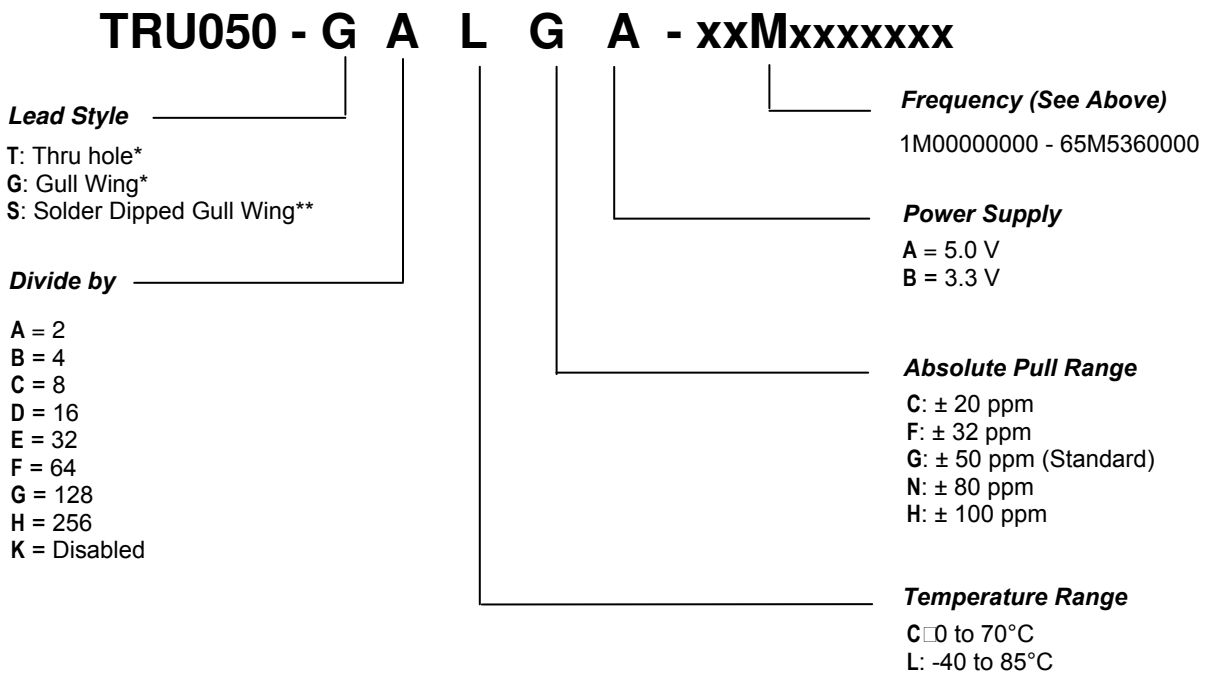 TRU050 - G A L G A - xxMxxxxxxx
Lead Style
T: Thru hole*
G: Gull Wing*
S: Solder Dipped Gull Wing**
Divide by
A = 2
B = 4
C = 8
D = 16
E = 32
F = 64
G = 128
H = 256
K = Disabled
Frequency (See Above)
1M00000000 - 65M5360000
Power Supply
A = 5.0 V
B = 3.3 V
Absolute Pull Range
C: ± 20 ppm
F: ± 32 ppm
G: ± 50 ppm (Standard)
N: ± 80 ppm
H: ± 100 ppm
Temperature Range
C□0 to 70°C
L: -40 to 85°C